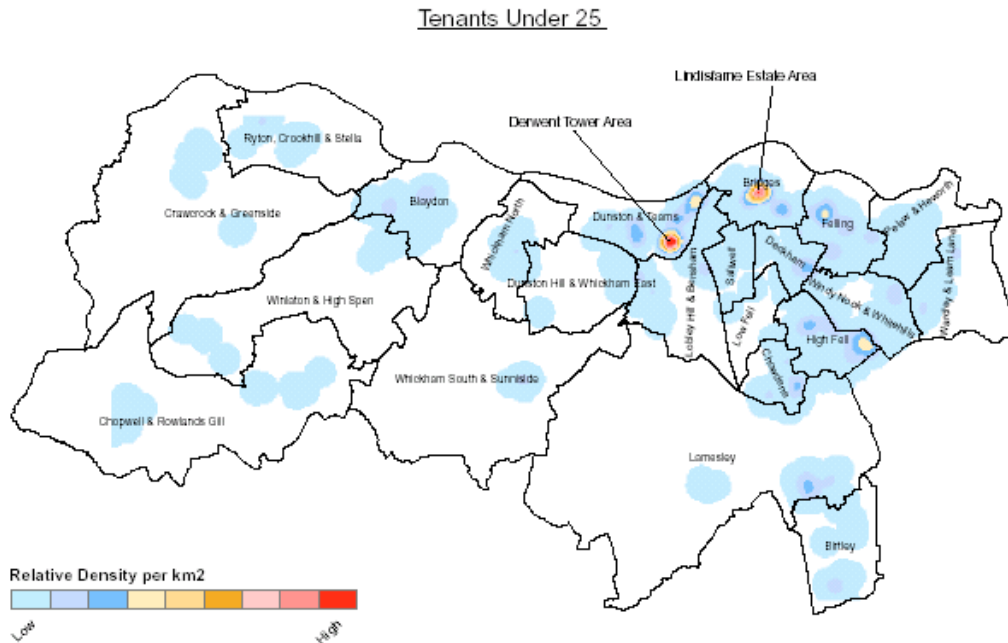 Tenants Under 25
Lindisfarne Estate Area
Derwent Tower Area
Ryton, Crookhill & Stella
Bridges
Blaydon
Pelaw & Heworth
Crawcrook & Greenside
Whickham North
Dunston & Teams
Felling
Deckham
Saltwell
Dunston Hill & Whickham East
Lobley Hill & Bensham
Windy Nook & Whitehills
Wardley & Leam Lane
Winlaton & High Spen
Low Fell
High Fell
Chowdene
Whickham South & Sunniside
Chopwell & Rowlands Gill
Lamesley
Birtley
Relative Density per km2
Low
High